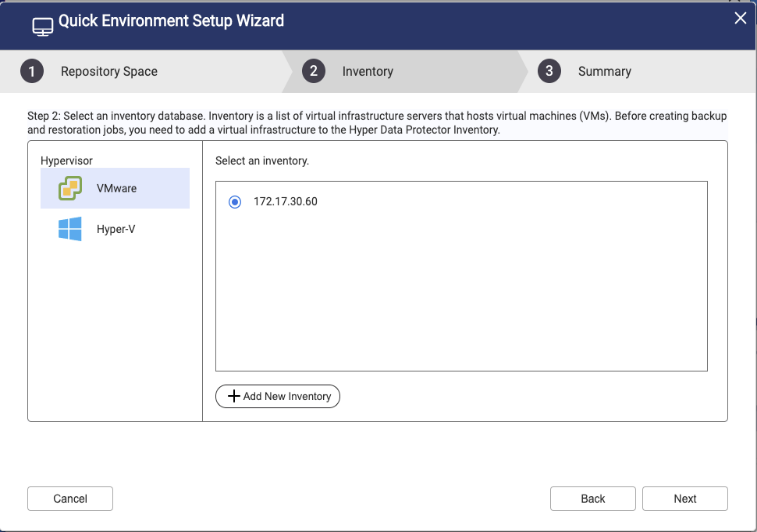 Quick Environment Setup Wizard
1 Repository Space
2 Inventory
3 Summary
Step 2: Select an inventory database. Inventory is a list of virtual infrastructure servers that hosts virtual machines (VMs). Before creating backup
and restoration jobs, you need to add a virtual infrastructure to the Hyper Data Protector Inventory.
Hypervisor
VMware
Hyper-V
Select an inventory.
172.17.30.60
Add New Inventory
Cancel
Back
Next